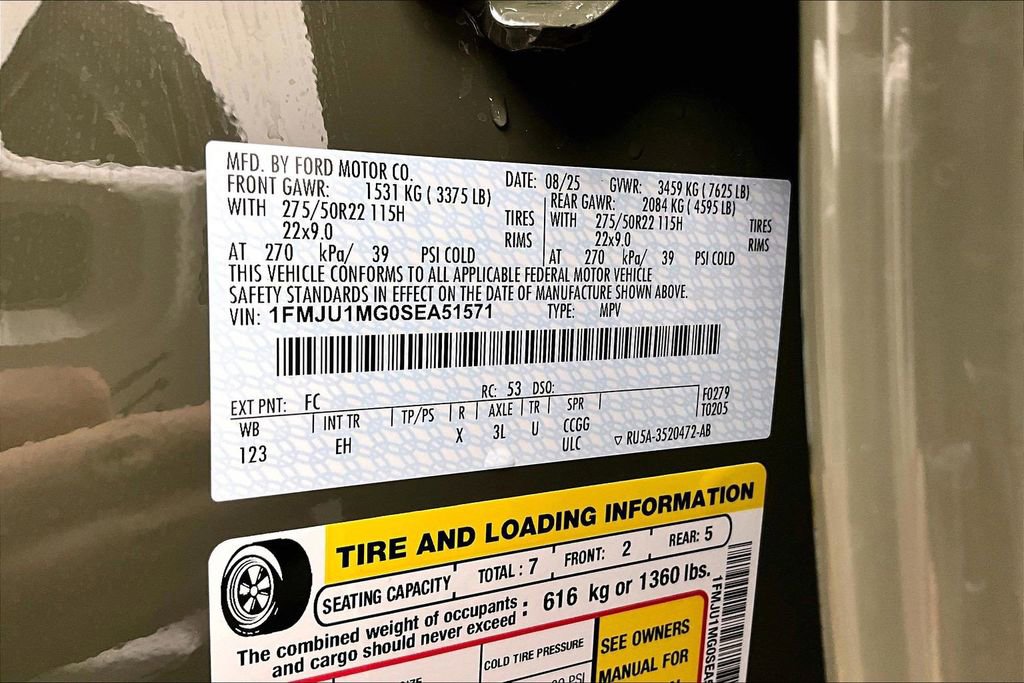 MFD. BY FORD MOTOR CO. DATE: 08/25 GVWR: 3459 KG ( 7625 LB)
FRONT GAWR: 1531 KG ( 3375 LB) REAR GAWR: 2084 KG ( 4595 LB)
WITH 275/50R22 115H TIRES WITH 275/50R22 115H TIRES
22x9.0 RIMS 22x9.0 RIMS
AT 270 kPa/ 39 PSI COLD AT 270 kPa/ 39 PSI COLD
THIS VEHICLE CONFORMS TO ALL APPLICABLE FEDERAL MOTOR VEHICLE
SAFETY STANDARDS IN EFFECT ON THE DATE OF MANUFACTURE SHOWN ABOVE.
VIN: 1FMJU1MG0SEA51571 TYPE: MPV
EXT PNT: FC RC: 53 DSO: F0279
WB INT TR TP/PS R AXLE TR SPR T0205
123 EH X 3L U CCGG
ULC ▽ RU5A-3520472-AB
TIRE AND LOADING INFORMATION
SEATING CAPACITY TOTAL : 7 FRONT: 2 REAR: 5
The combined weight of occupants : 616 kg or 1360 lbs.
and cargo should never exceed
COLD TIRE PRESSURE
SEE OWNERS
MANUAL FOR
PSI
1FMJU1MG0SEA5